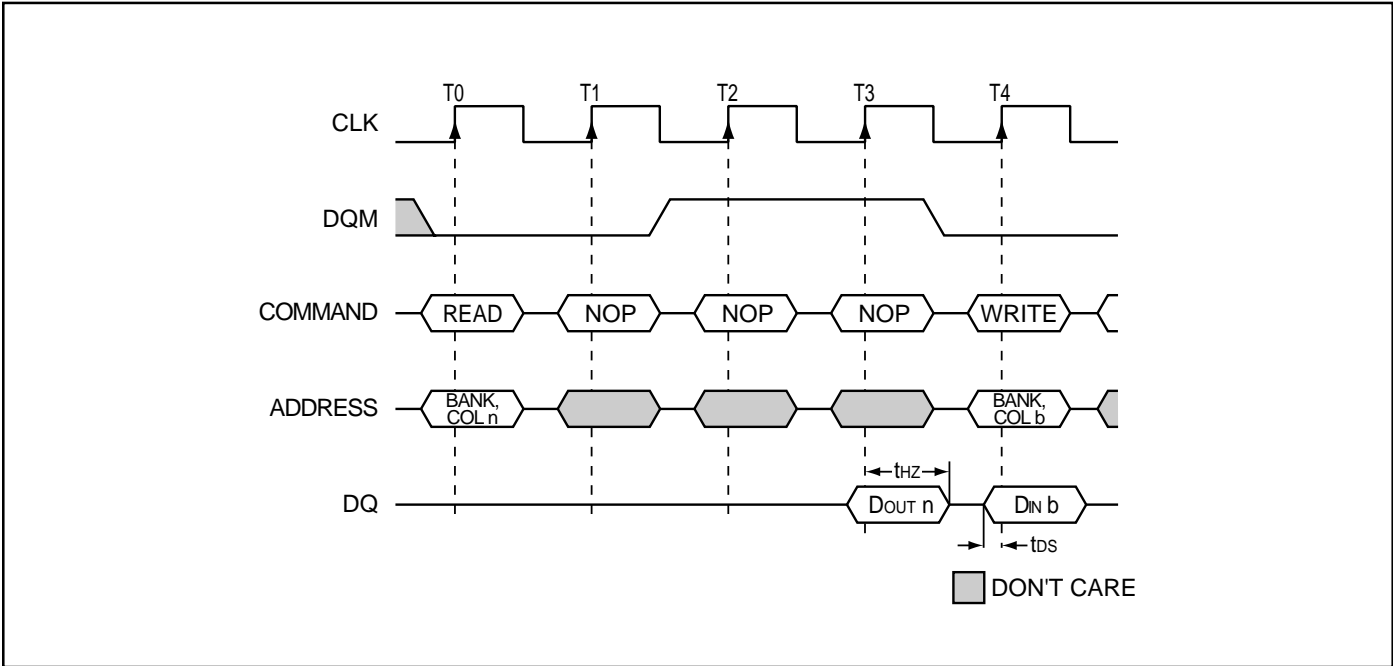 T0 T1 T2 T3 T4
CLK
DQM
COMMAND READ NOP NOP NOP WRITE
ADDRESS BANK, COL n BANK, COL b
tHZ
DQ DOUT n DIN b
tDS
DON'T CARE